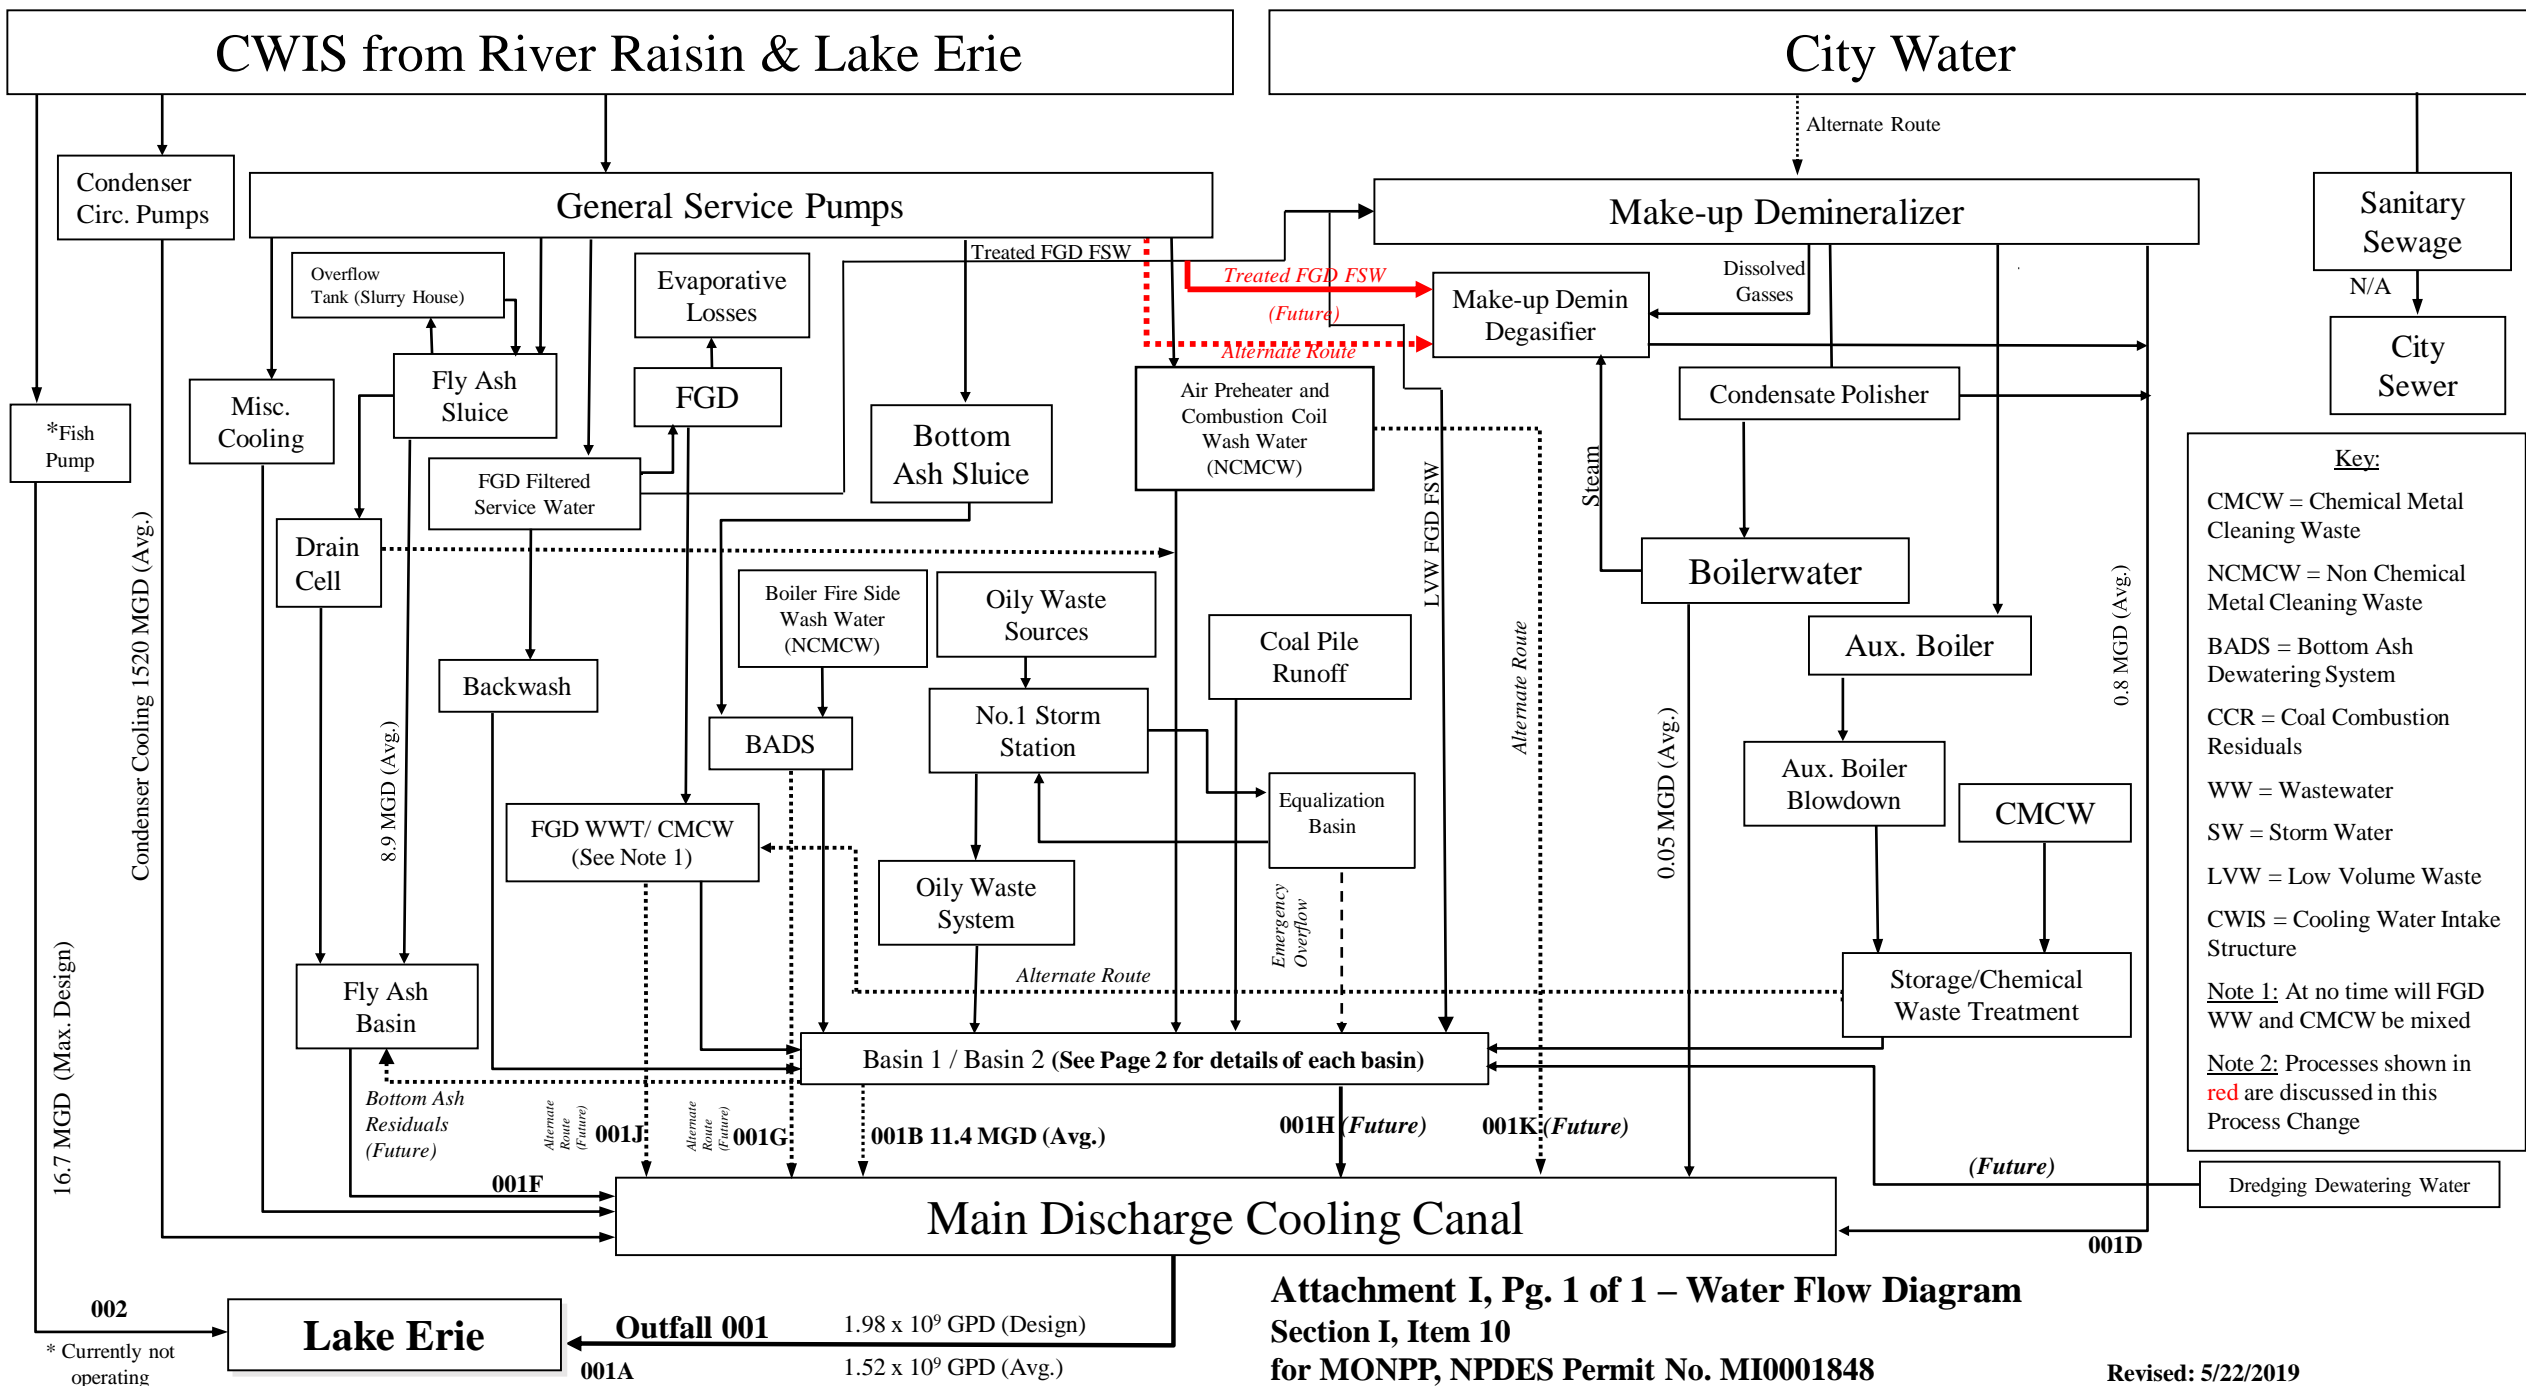 CWIS from River Raisin & Lake Erie
City Water
Alternate Route
Condenser
Circ. Pumps
General Service Pumps
Make-up Demineralizer
Sanitary
Sewage
N/A
City
Sewer
Overflow
Tank (Slurry House)
Evaporative
Losses
Treated FGD FSW
Treated FGD FSW
(Future)
Alternate Route
Dissolved
Gasses
Make-up Demin
Degasifier
Fly Ash
Sluice
FGD
Misc.
Cooling
*Fish
Pump
Bottom
Ash Sluice
Air Preheater and
Combustion Coil
Wash Water
(NCMCW)
Condensate Polisher
FGD Filtered
Service Water
Steam
LVW FGD FSW
Drain
Cell
Boilerwater
Boiler Fire Side
Wash Water
(NCMCW)
Oily Waste
Sources
Coal Pile
Runoff
Aux. Boiler
Backwash
No.1 Storm
Station
BADS
Condenser Cooling 1520 MGD (Avg.)
8.9 MGD (Avg.)
Alternate Route
0.05 MGD (Avg.)
0.8 MGD (Avg.)
Aux. Boiler
Blowdown
CMCW
Equalization
Basin
FGD WWT/ CMCW
(See Note 1)
Oily Waste
System
Emergency
Overflow
16.7 MGD (Max. Design)
Fly Ash
Basin
Alternate Route
Storage/Chemical
Waste Treatment
Basin 1 / Basin 2 (See Page 2 for details of each basin)
Bottom Ash
Residuals
(Future)
Alternate
Route
(Future)
001J
Alternate
Route
(Future)
001G
001B 11.4 MGD (Avg.)
001H (Future)
001K (Future)
(Future)
Dredging Dewatering Water
001F
Main Discharge Cooling Canal
001D
Key:
CMCW = Chemical Metal
Cleaning Waste
NCMCW = Non Chemical
Metal Cleaning Waste
BADS = Bottom Ash
Dewatering System
CCR = Coal Combustion
Residuals
WW = Wastewater
SW = Storm Water
LVW = Low Volume Waste
CWIS = Cooling Water Intake
Structure
Note 1: At no time will FGD
WW and CMCW be mixed
Note 2: Processes shown in
red are discussed in this
Process Change
002
* Currently not
operating
Lake Erie
Outfall 001
1.98 x 10⁹ GPD (Design)
001A
1.52 x 10⁹ GPD (Avg.)
Attachment I, Pg. 1 of 1 – Water Flow Diagram
Section I, Item 10
for MONPP, NPDES Permit No. MI0001848
Revised: 5/22/2019